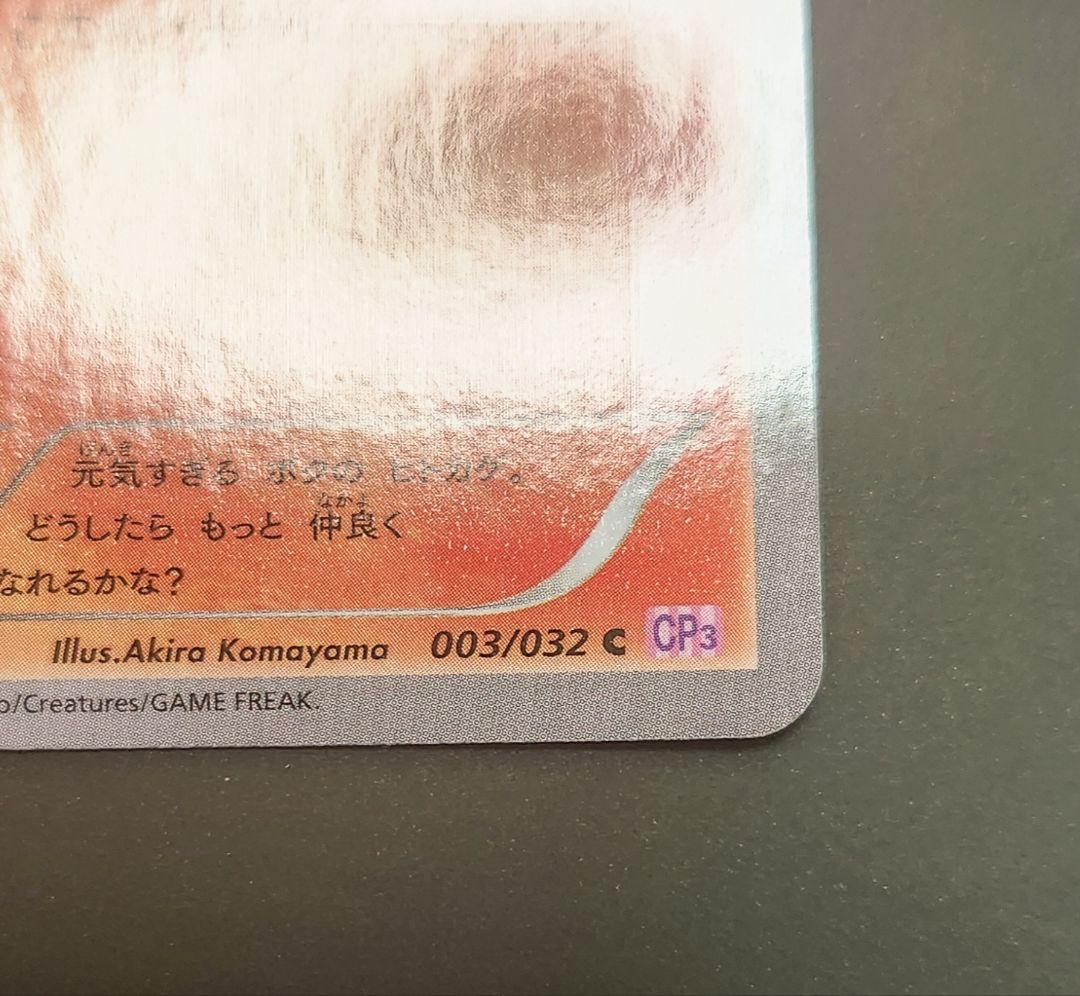 元気すぎる ボクの ヒトカゲ。
どうしたら もっと 仲良く
なれるかな?
Illus.Akira Komayama 003/032 C CP3
/Creatures/GAME FREAK.